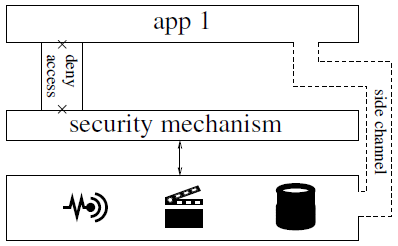 app 1
deny
access
security mechanism
side channel